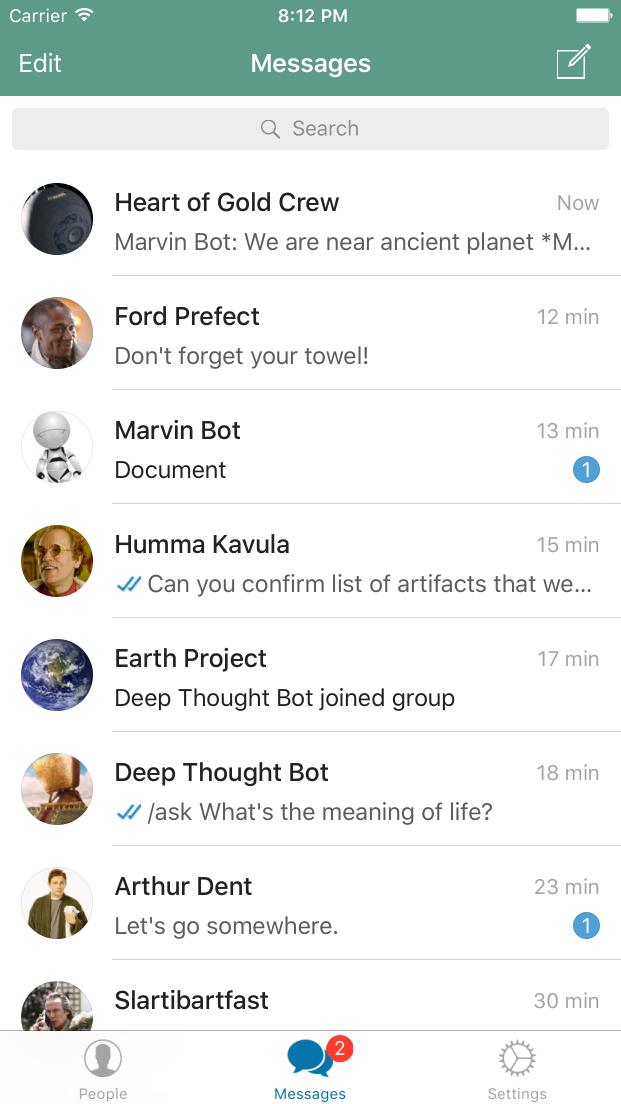 Carrier 8:12 PM
Edit Messages
Search
Heart of Gold Crew Now
Marvin Bot: We are near ancient planet *M...
Ford Prefect 12 min
Don't forget your towel!
Marvin Bot 13 min
Document 1
Humma Kavula 15 min
Can you confirm list of artifacts that we...
Earth Project 17 min
Deep Thought Bot joined group
Deep Thought Bot 18 min
/ask What's the meaning of life?
Arthur Dent 23 min
Let's go somewhere. 1
Slartibartfast 30 min
2
People Messages Settings